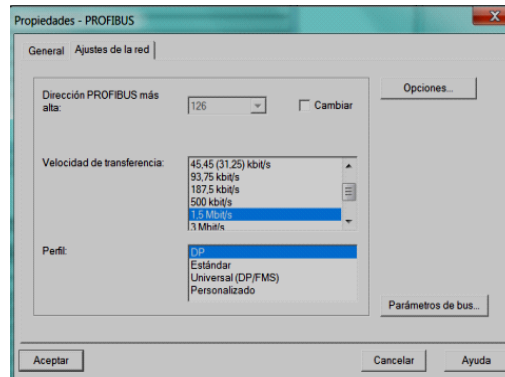 Propiedades - PROFIBUS
General
Ajustes de la red
Dirección PROFIBUS más
alta:
126
Cambiar
Opciones...
Velocidad de transferencia:
45,45 (31,25) kbit/s
93,75 kbit/s
187,5 kbit/s
500 kbit/s
1,5 Mbit/s
3 Mbit/s
Perfil:
DP
Estándar
Universal (DP/FMS)
Personalizado
Parámetros de bus...
Aceptar
Cancelar
Ayuda